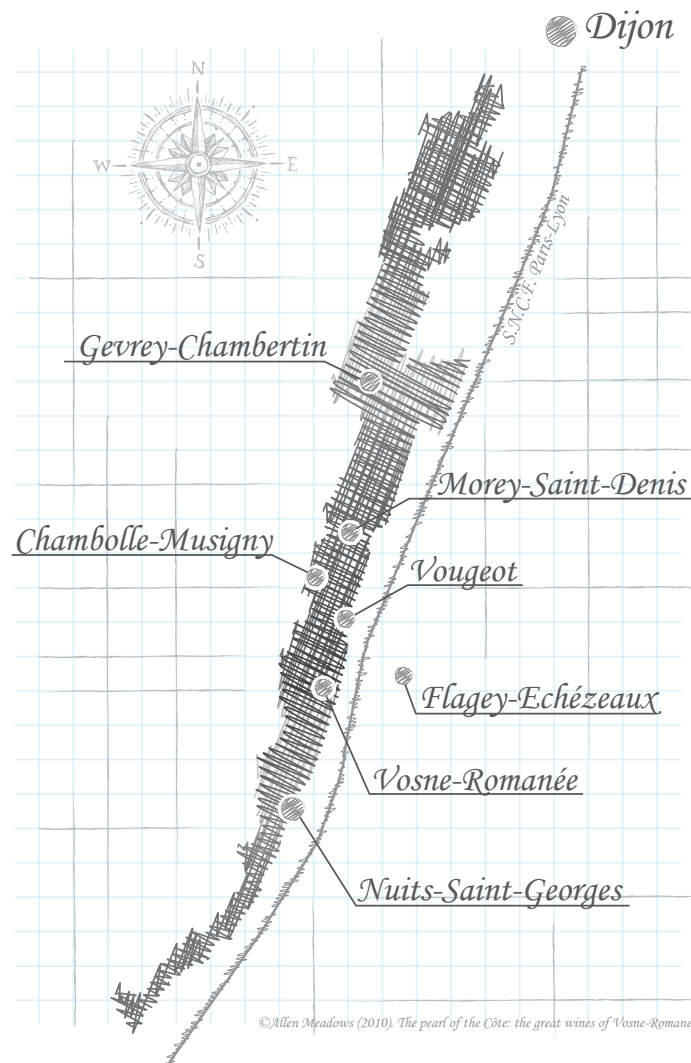 Dijon
N
W
E
S
S.N.C.F. Paris-Lyon
Gevrey-Chambertin
Morey-Saint-Denis
Chambolle-Musigny
Vougeot
Flagey-Echézeaux
Vosne-Romanée
Nuits-Saint-Georges
©Allen Meadows (2010). The pearl of the Côte: the great wines of Vosne-Romané